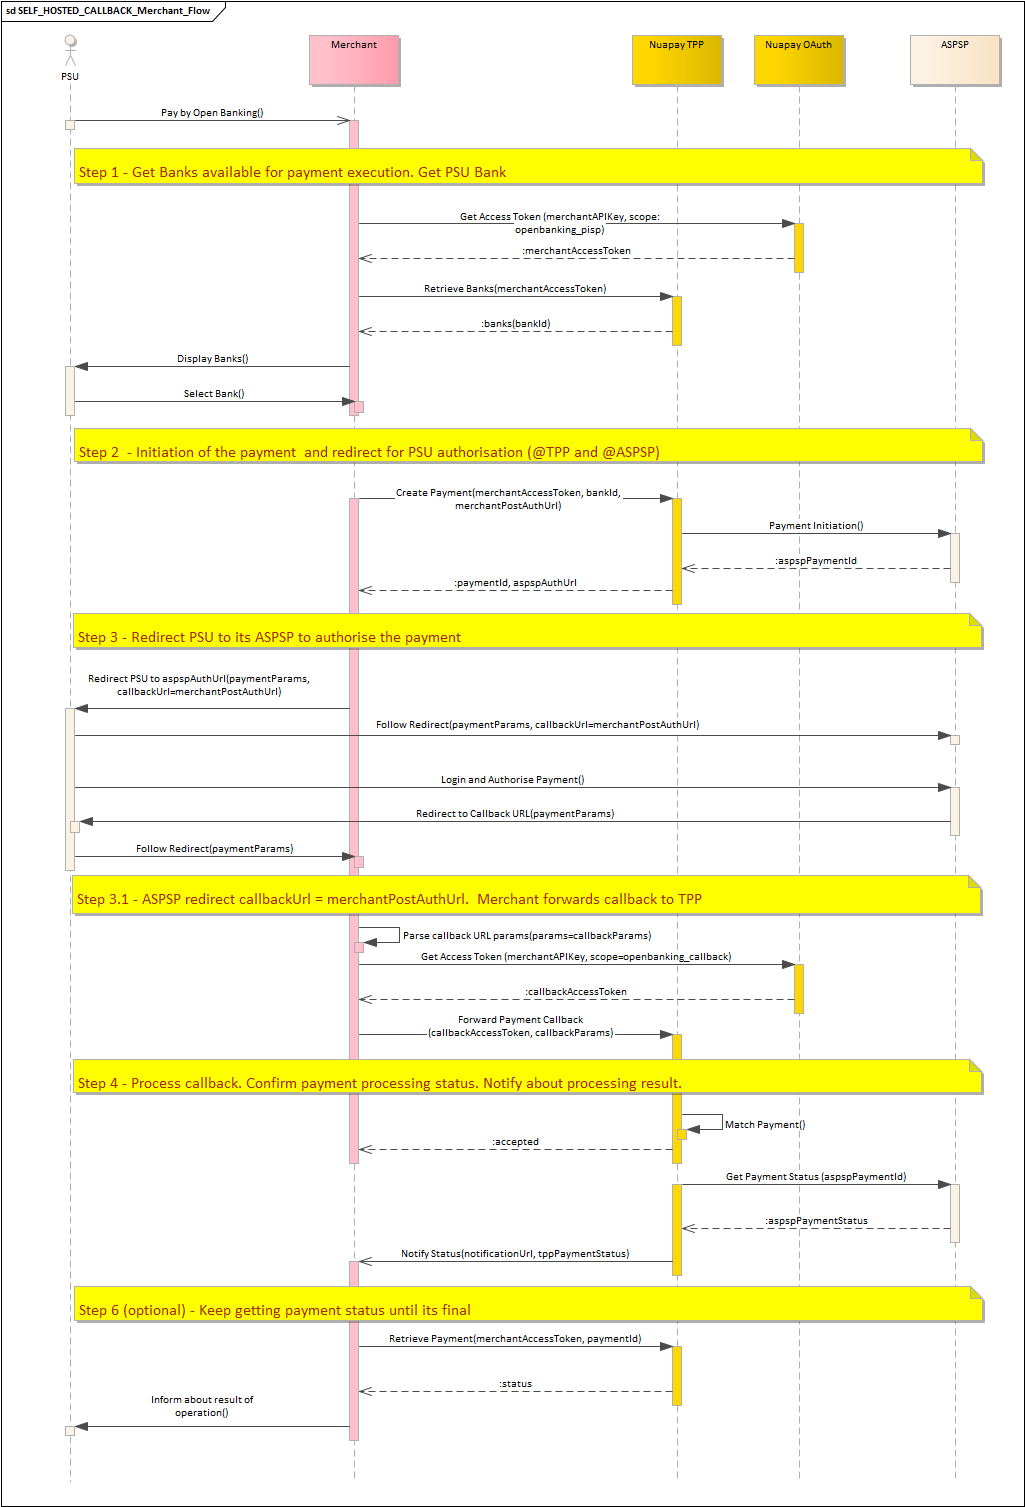 sd SELF_HOSTED_CALLBACK_Merchant_Flow
PSU
Merchant
Nuapay TPP
Nuapay OAuth
ASPSP
Pay by Open Banking()
Step 1 - Get Banks available for payment execution. Get PSU Bank
Get Access Token (merchantAPIKey, scope:
openbanking_pisp)
:merchantAccessToken
Retrieve Banks(merchantAccessToken)
:banks(bankId)
Display Banks()
Select Bank()
Step 2  - Initiation of the payment  and redirect for PSU authorisation (@TPP and @ASPSP)
Create Payment(merchantAccessToken, bankId,
merchantPostAuthUrl)
Payment Initiation()
:aspspPaymentId
:paymentId, aspspAuthUrl
Step 3 - Redirect PSU to its ASPSP to authorise the payment
Redirect PSU to aspspAuthUrl(paymentParams,
callbackUrl=merchantPostAuthUrl)
Follow Redirect(paymentParams, callbackUrl=merchantPostAuthUrl)
Login and Authorise Payment()
Redirect to Callback URL(paymentParams)
Follow Redirect(paymentParams)
Step 3.1 - ASPSP redirect callbackUrl = merchantPostAuthUrl.  Merchant forwards callback to TPP
Parse callback URL params(params=callbackParams)
Get Access Token (merchantAPIKey, scope=openbanking_callback)
:callbackAccessToken
Forward Payment Callback
(callbackAccessToken, callbackParams)
Step 4 - Process callback. Confirm payment processing status. Notify about processing result.
Match Payment()
:accepted
Get Payment Status (aspspPaymentId)
:aspspPaymentStatus
Notify Status(notificationUrl, tppPaymentStatus)
Step 6 (optional) - Keep getting payment status until its final
Retrieve Payment(merchantAccessToken, paymentId)
:status
Inform about result of
operation()